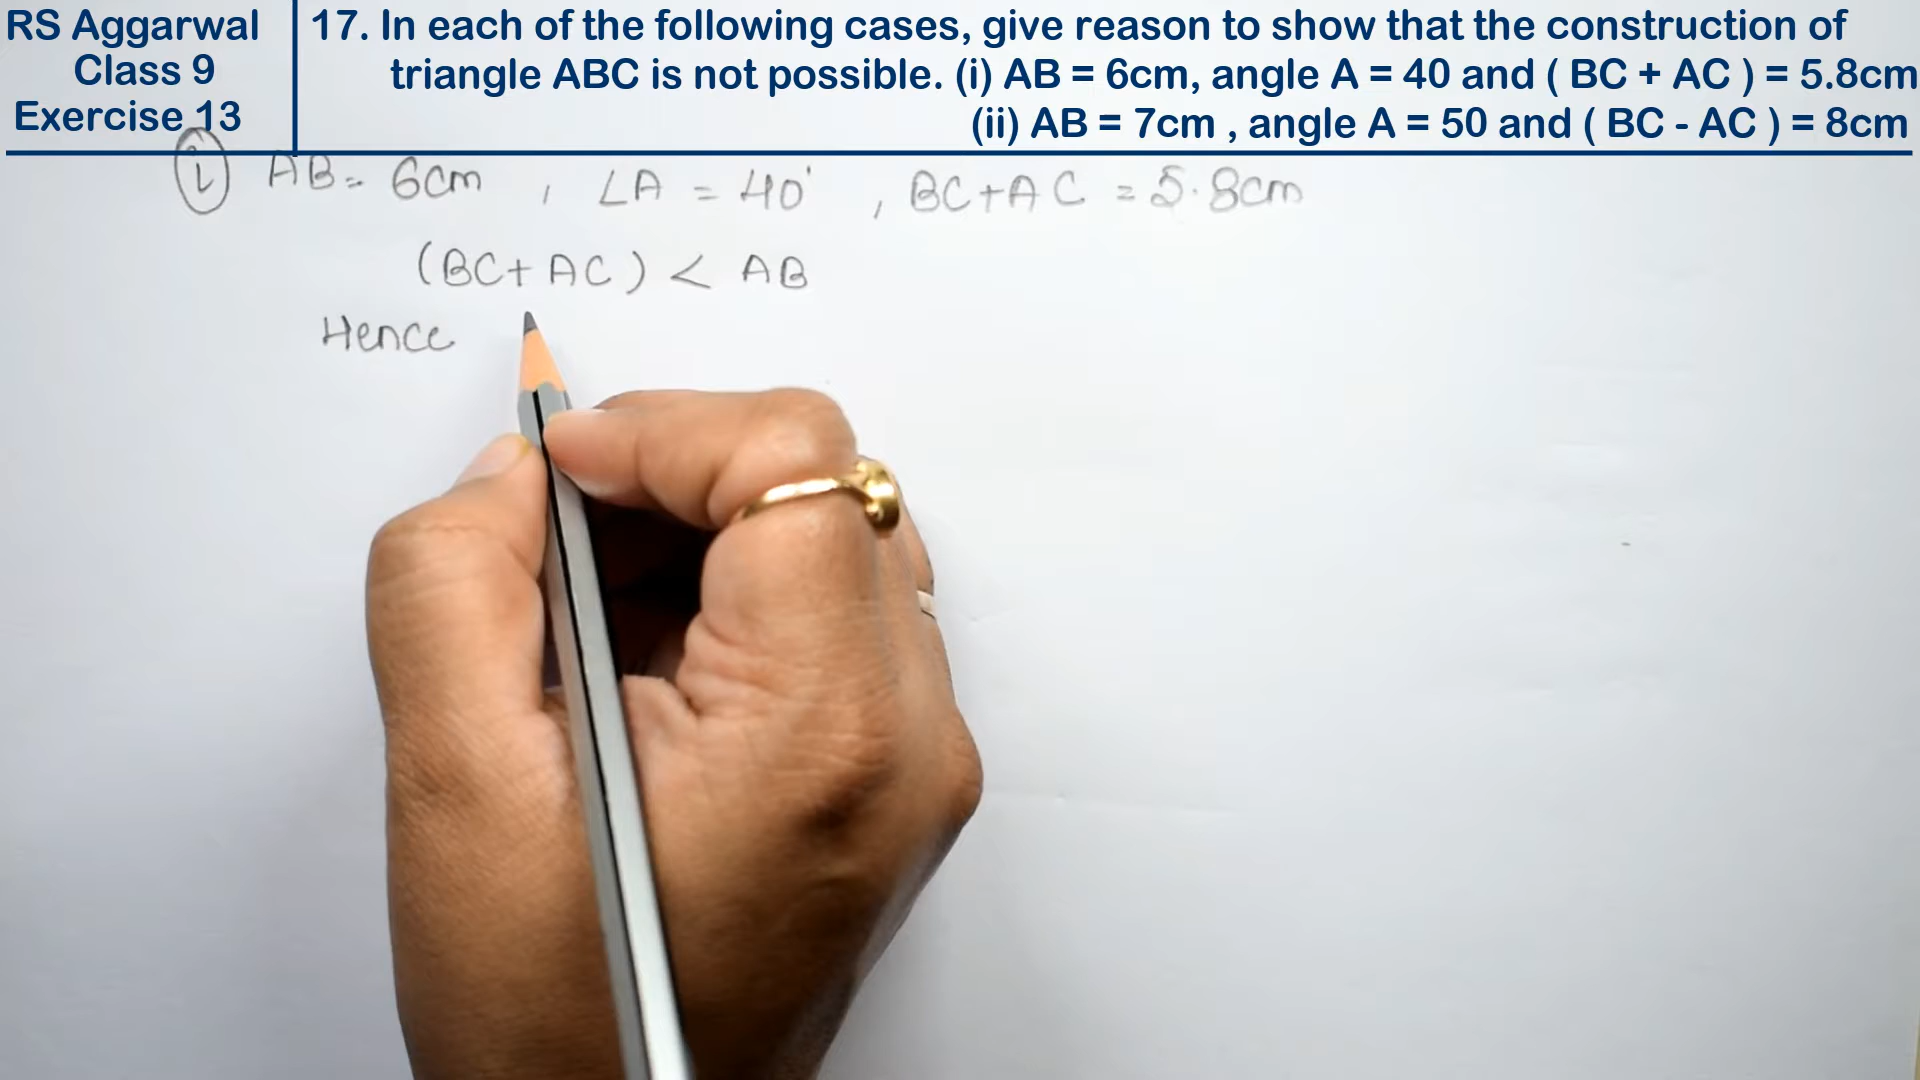 RS Aggarwal
Class 9
Exercise 13
17. In each of the following cases, give reason to show that the construction of
triangle ABC is not possible. (i) AB = 6cm, angle A = 40 and ( BC + AC ) = 5.8cm
(ii) AB = 7cm , angle A = 50 and ( BC - AC ) = 8cm
(i) AB = 6cm , ∠A = 40° , BC+AC = 5.8cm
(BC+AC) < AB
Hence